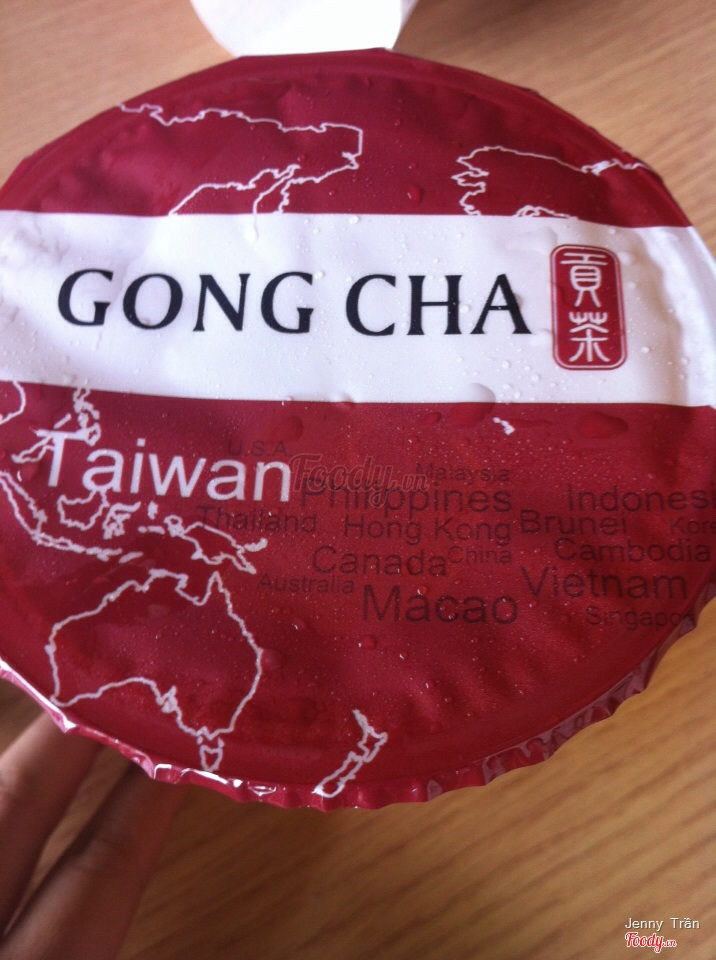 GONG CHA
貢茶
Taiwan
U.S.A
Foody.vn
Malaysia
Philippines
Indones
Thailand
Hong Kong
Brunei
Kore
Canada
China
Cambodia
Australia
Macao
Vietnam
Singapo
Jenny Trần
Foody.vn